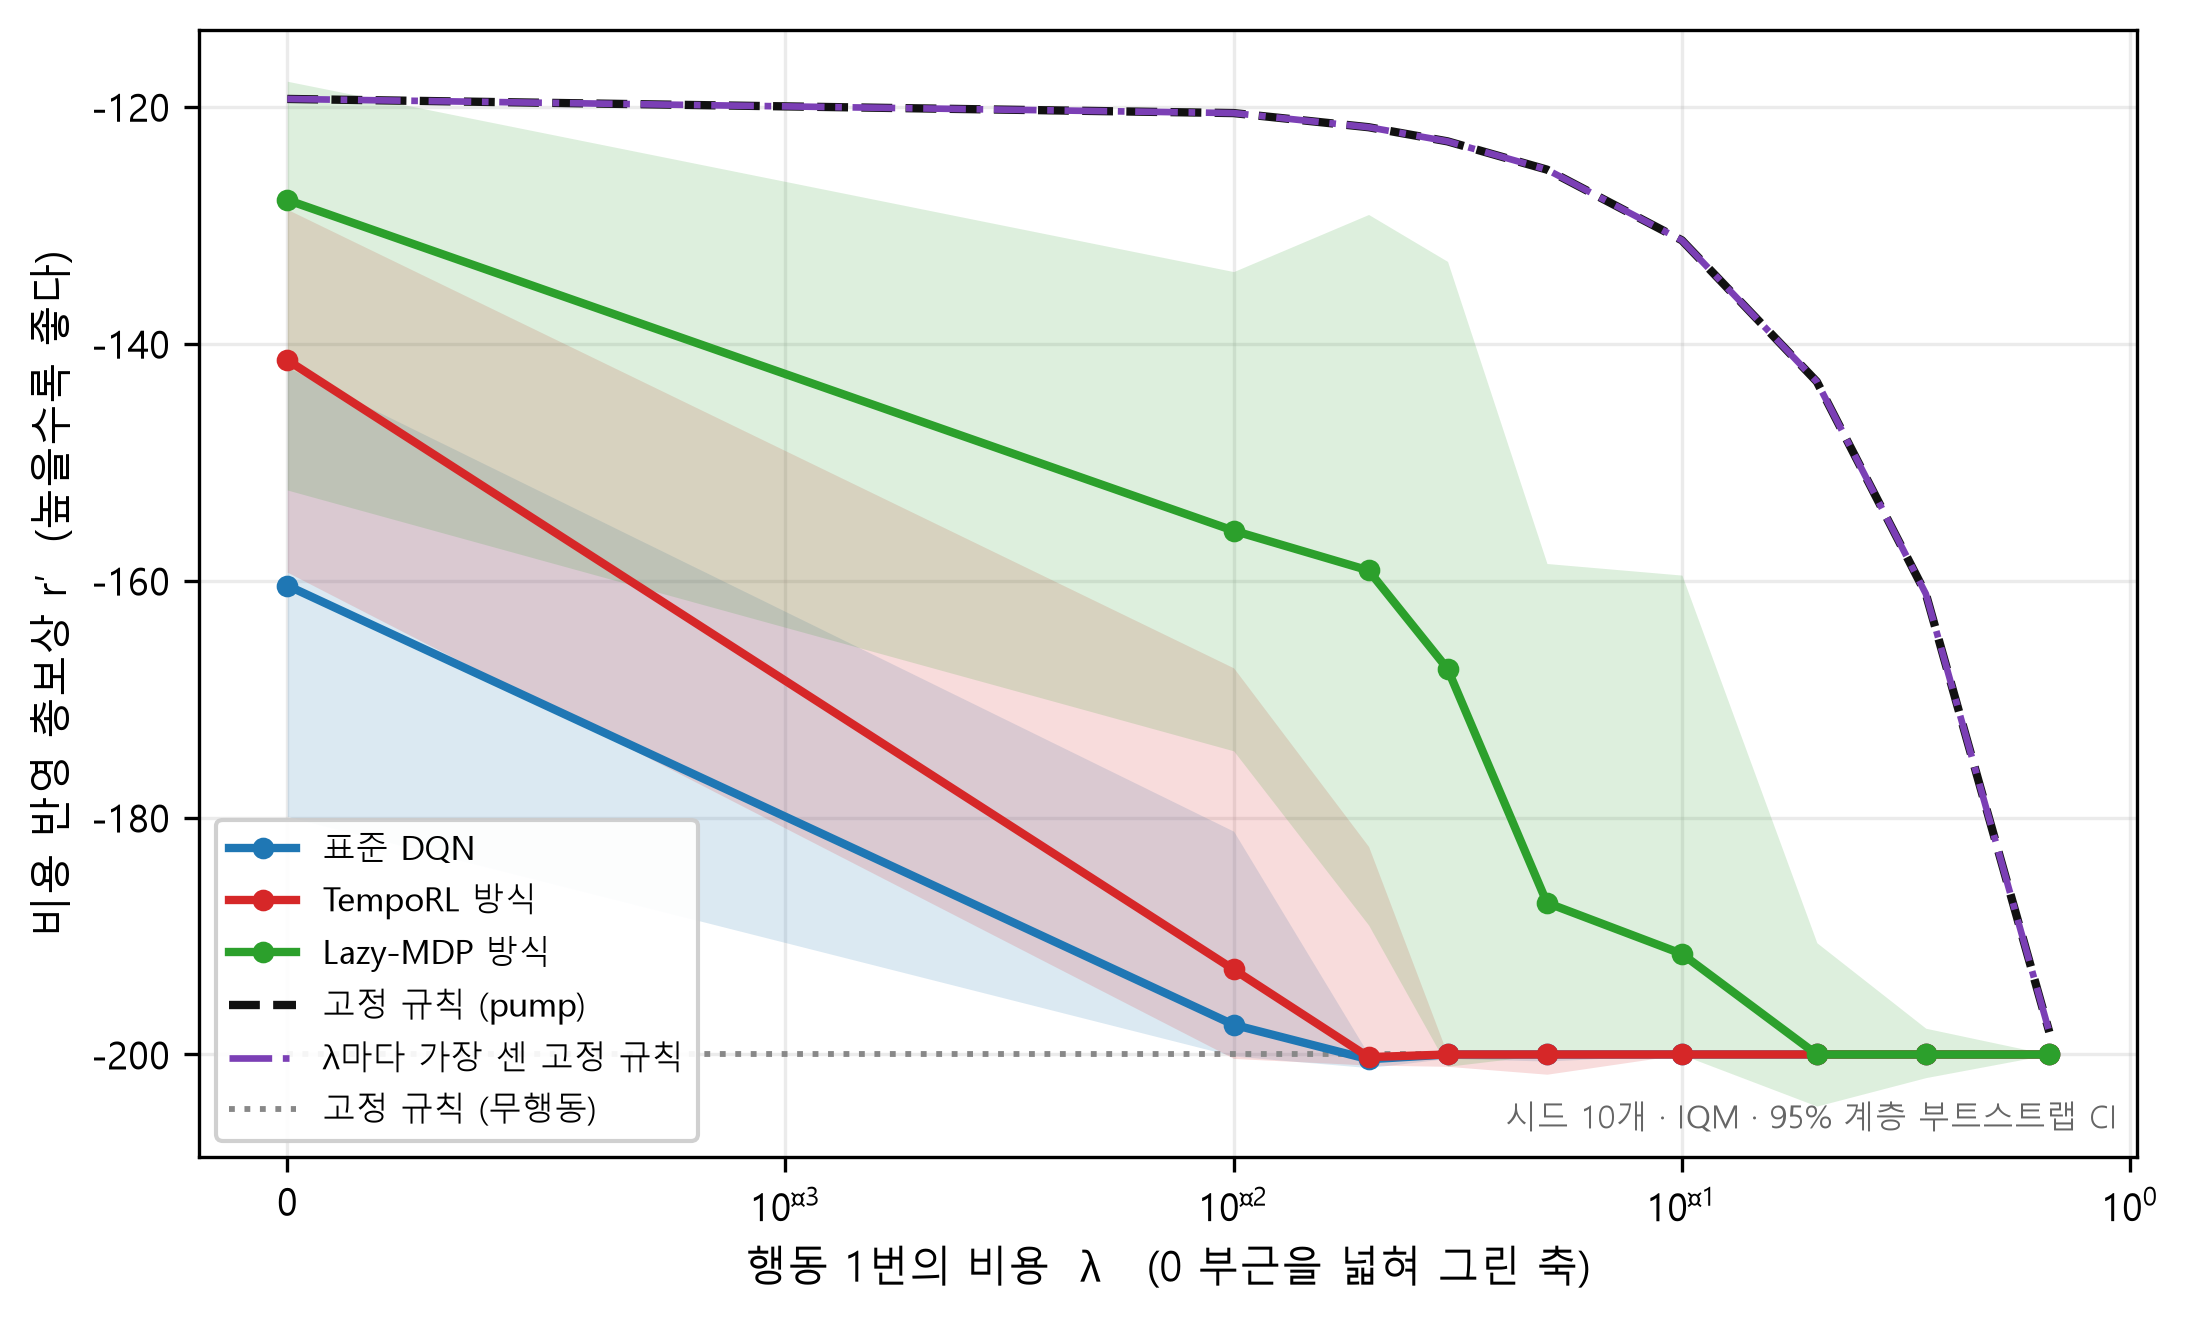 비용 반영 총보상 r′ (높을수록 좋다)
-120
-140
-160
-180
-200
표준 DQN
TempoRL 방식
Lazy-MDP 방식
고정 규칙 (pump)
λ마다 가장 센 고정 규칙
고정 규칙 (무행동)
시드 10개 · IQM · 95% 계층 부트스트랩 CI
0
10¤3
10¤2
10¤1
10⁰
행동 1번의 비용 λ (0 부근을 넓혀 그린 축)